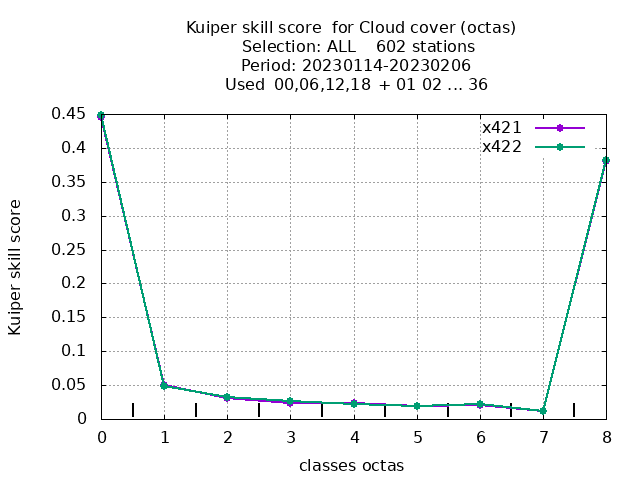 Kuiper skill score  for Cloud cover (octas)
Selection: ALL    602 stations
Period: 20230114-20230206
Used  00,06,12,18 + 01 02 ... 36
x421
x422
0.45
0.4
0.35
0.3
0.25
0.2
0.15
0.1
0.05
0
Kuiper skill score
0 1 2 3 4 5 6 7 8
classes octas